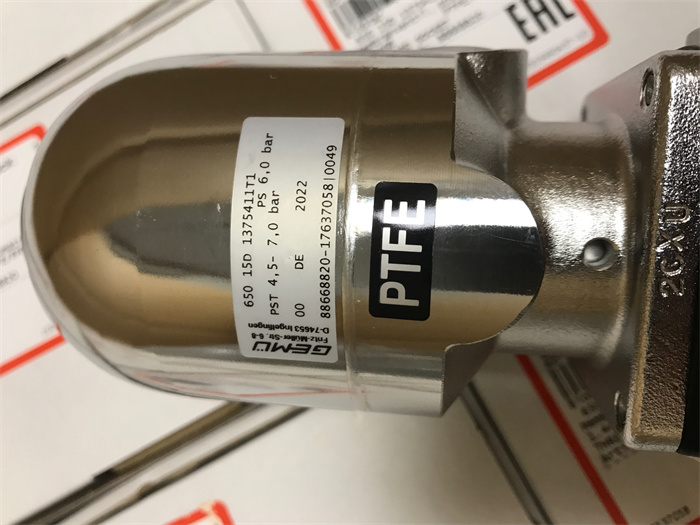 GEMÜ
Fritz-Müller-Str. 6-8
D-74653 Ingelfingen
650 15D 1375411T1
PS 6,0 bar
PST 4,5- 7,0 bar
00 DE 2022
88668820-17637058|0049
PTFE
2CXU
EAC